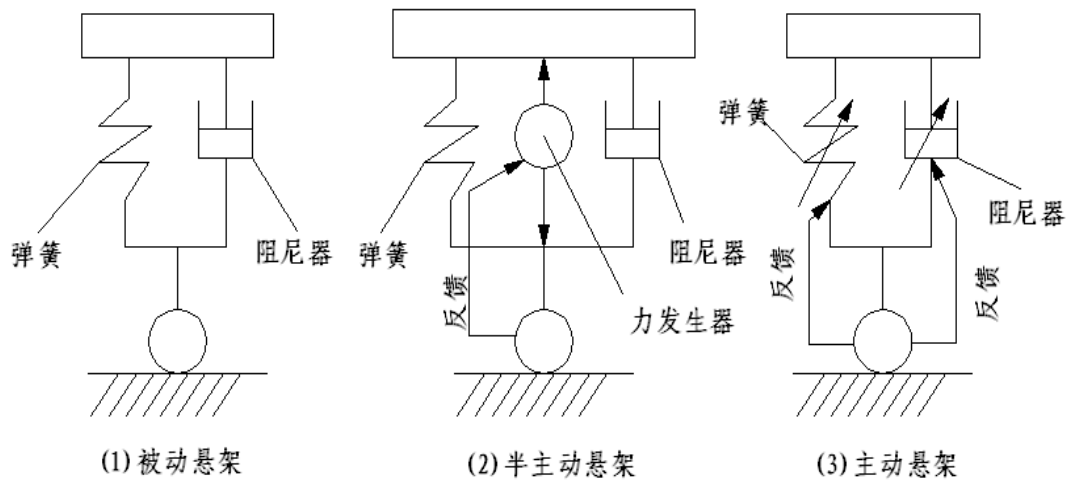 弹簧
阻尼器
弹簧
反馈
阻尼器
力发生器
弹簧
阻尼器
反馈
反馈
(1)被动悬架
(2)半主动悬架
(3)主动悬架